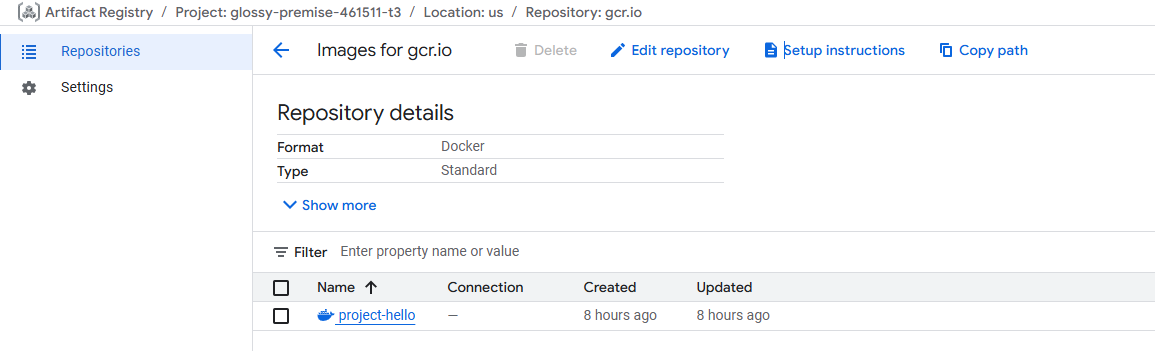 Artifact Registry / Project: glossy-premise-461511-t3 / Location: us / Repository: gcr.io
Repositories
Settings
Images for gcr.io Delete Edit repository Setup instructions Copy path
Repository details
Format Docker
Type Standard
Show more
Filter Enter property name or value
Name Connection Created Updated
project-hello — 8 hours ago 8 hours ago